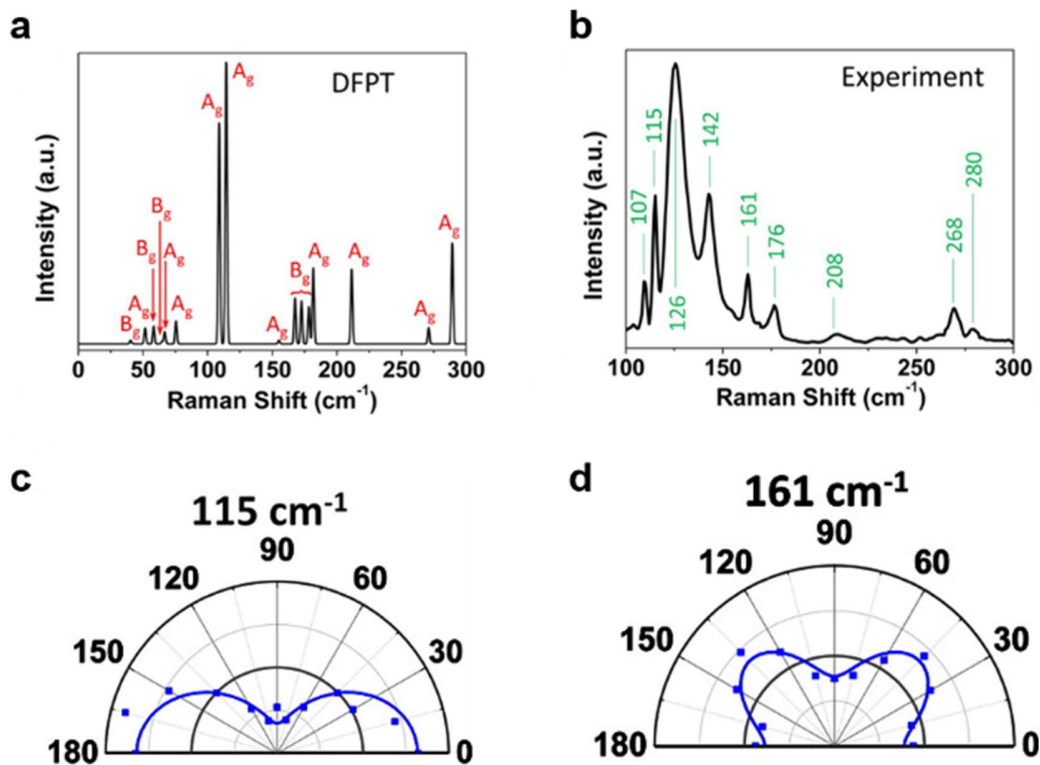 a
DFPT
Ag
Ag
Bg
Bg
Ag
Ag
Bg
Ag
Bg
Ag
Ag
Ag
Ag
Intensity (a.u.)
0 50 100 150 200 250 300
Raman Shift (cm-1)
b
Experiment
107
115
126
142
161
176
208
268
280
Intensity (a.u.)
100 150 200 250 300
Raman Shift (cm-1)
c
115 cm-1
90
120 60
150 30
180 0
d
161 cm-1
90
120 60
150 30
180 0